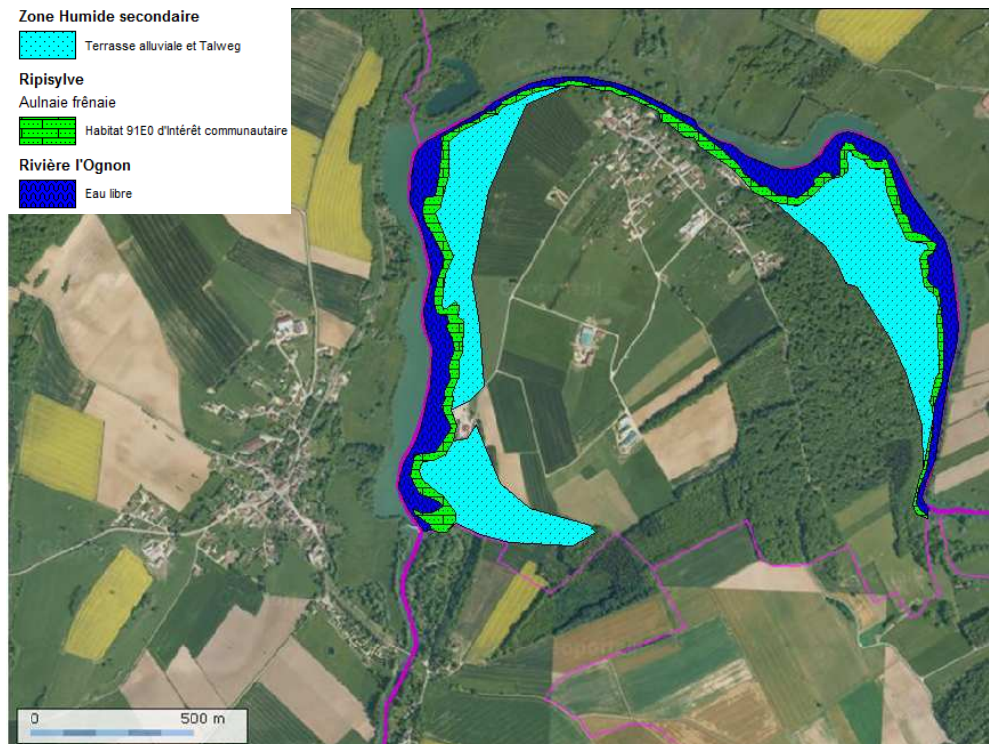 Zone Humide secondaire
Terrasse alluviale et Talweg
Ripisylve
Aulnaie frênaie
Habitat 91E0 d'Intérêt communautaire
Rivière l'Ognon
Eau libre
0 500 m